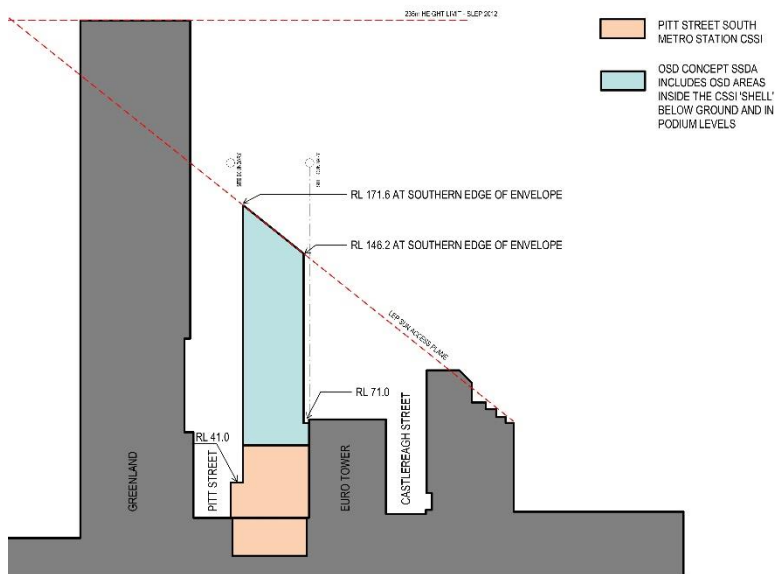 236m HEIGHT LIMIT - SLEP 2012
PITT STREET SOUTH
METRO STATION CSSI
OSD CONCEPT SSDA
INCLUDES OSD AREAS
INSIDE THE CSSI 'SHELL'
BELOW GROUND AND IN
PODIUM LEVELS
RL 171.6 AT SOUTHERN EDGE OF ENVELOPE
RL 146.2 AT SOUTHERN EDGE OF ENVELOPE
LEP SUN ACCESS PLANE
RL 71.0
RL 41.0
GREENLAND
PITT STREET
EURO TOWER
CASTLEREAGH STREET